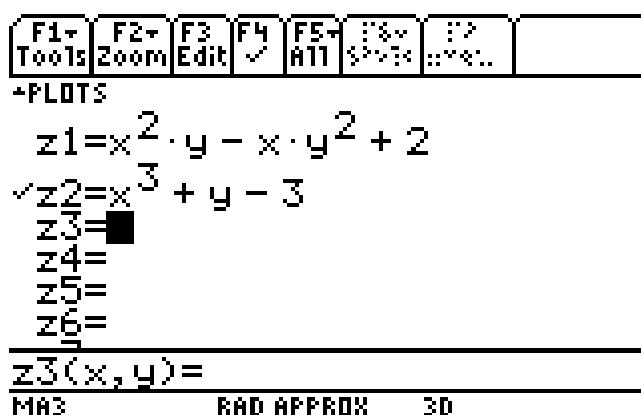 F1 F2 F3 F4 F5
Tools Zoom Edit ✓ All
PLOTS
z1=x²·y − x·y² + 2
✓z2=x³ + y − 3
z3=
z4=
z5=
z6=
z3(x,y)=
MA3 RAD APPROX 3D